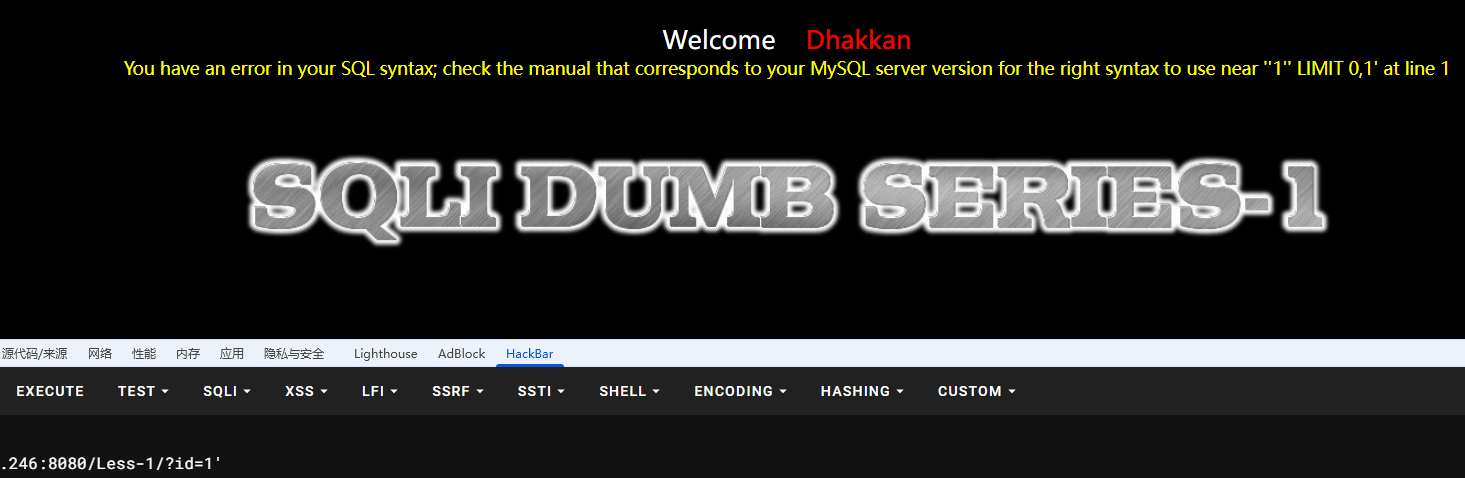 Welcome Dhakkan
You have an error in your SQL syntax; check the manual that corresponds to your MySQL server version for the right syntax to use near ''1'' LIMIT 0,1' at line 1
SQLI DUMB SERIES-1
源代码/来源 网络 性能 内存 应用 隐私与安全 Lighthouse AdBlock HackBar
EXECUTE TEST SQLI XSS LFI SSRF SSTI SHELL ENCODING HASHING CUSTOM
.246:8080/Less-1/?id=1'